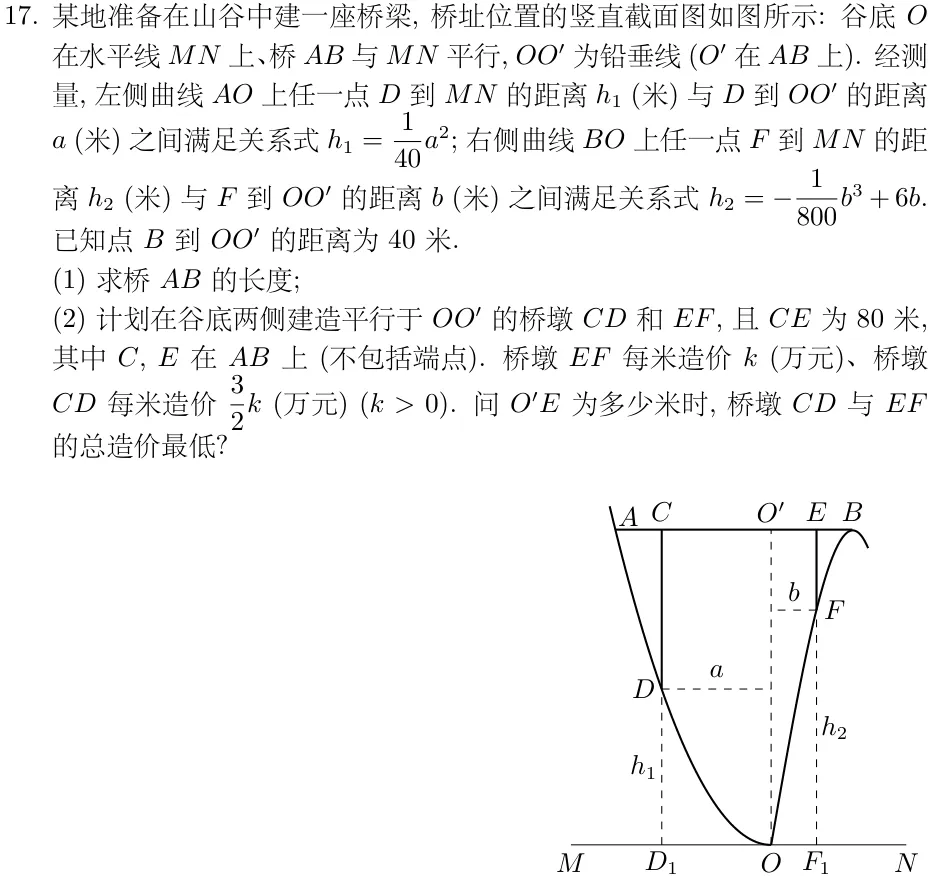 17. 某地准备在山谷中建一座桥梁, 桥址位置的竖直截面图如图所示: 谷底 O
在水平线 MN 上、桥 AB 与 MN 平行, OO′ 为铅垂线 (O′ 在 AB 上). 经测
量, 左侧曲线 AO 上任一点 D 到 MN 的距离 h₁ (米) 与 D 到 OO′ 的距离
a (米) 之间满足关系式 h₁ = 1/40 a²; 右侧曲线 BO 上任一点 F 到 MN 的距
离 h₂ (米) 与 F 到 OO′ 的距离 b (米) 之间满足关系式 h₂ = −1/800 b³ + 6b.
已知点 B 到 OO′ 的距离为 40 米.
(1) 求桥 AB 的长度;
(2) 计划在谷底两侧建造平行于 OO′ 的桥墩 CD 和 EF, 且 CE 为 80 米,
其中 C, E 在 AB 上 (不包括端点). 桥墩 EF 每米造价 k (万元)、桥墩
CD 每米造价 3/2 k (万元) (k > 0). 问 O′E 为多少米时, 桥墩 CD 与 EF
的总造价最低?
A C O′ E B
b
F
a
D
h₂
h₁
M D₁ O F₁ N